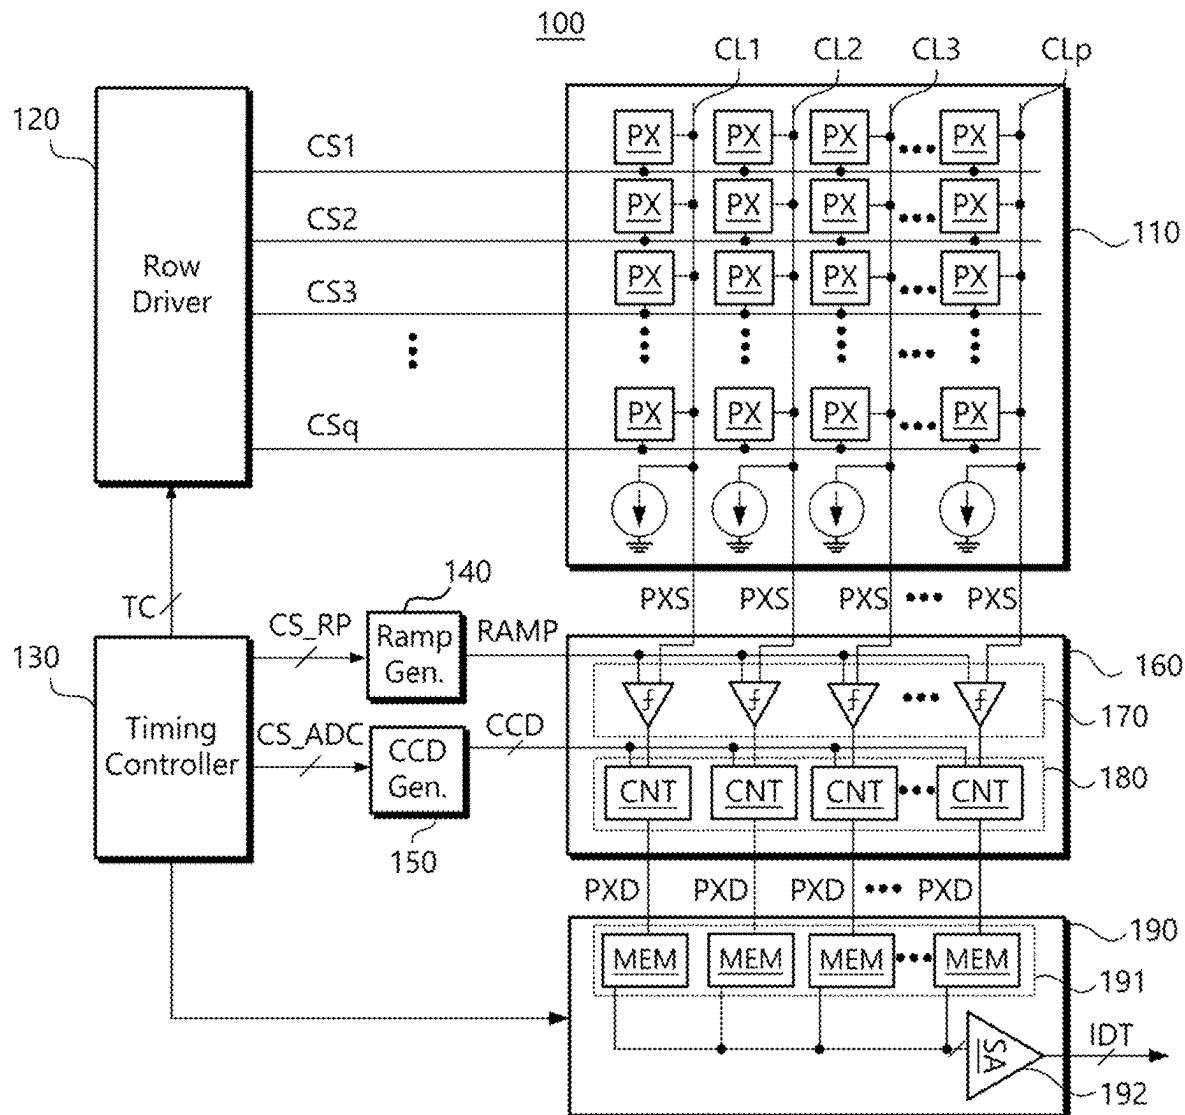 100
CL1 CL2 CL3 CLp
120
PX PX PX ••• PX
CS1
PX PX PX ••• PX
CS2
110
Row
Driver
PX PX PX ••• PX
CS3
•••
PX PX PX ••• PX
CSq
140
TC
PXS PXS PXS ••• PXS
CS_RP
Ramp
Gen.
RAMP
130
160
170
Timing
Controller
CS_ADC
CCD
Gen.
CCD
180
CNT CNT CNT ••• CNT
150
PXD PXD PXD ••• PXD
190
MEM MEM MEM ••• MEM
191
SA
IDT
192